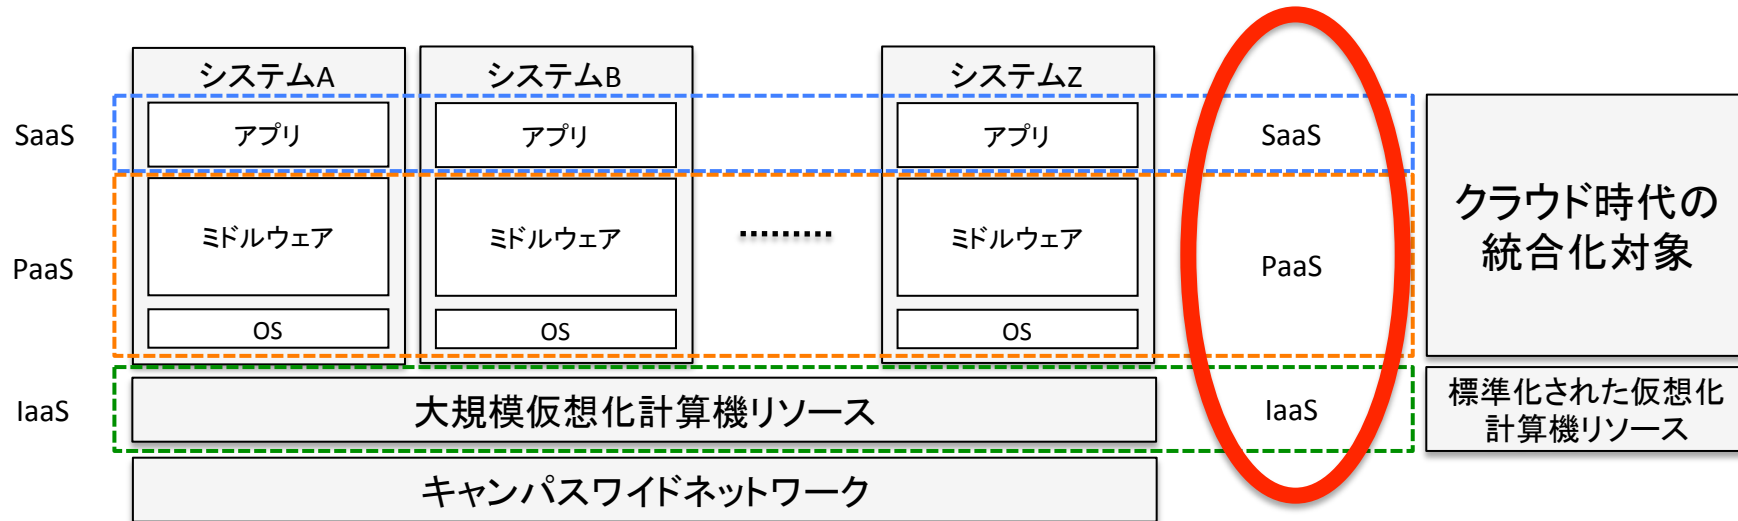 システムA
システムB
システムZ
SaaS
アプリ
アプリ
アプリ
SaaS
PaaS
ミドルウェア
ミドルウェア
.........
ミドルウェア
PaaS
クラウド時代の
統合化対象
OS
OS
OS
IaaS
大規模仮想化計算機リソース
IaaS
標準化された仮想化
計算機リソース
キャンパスワイドネットワーク